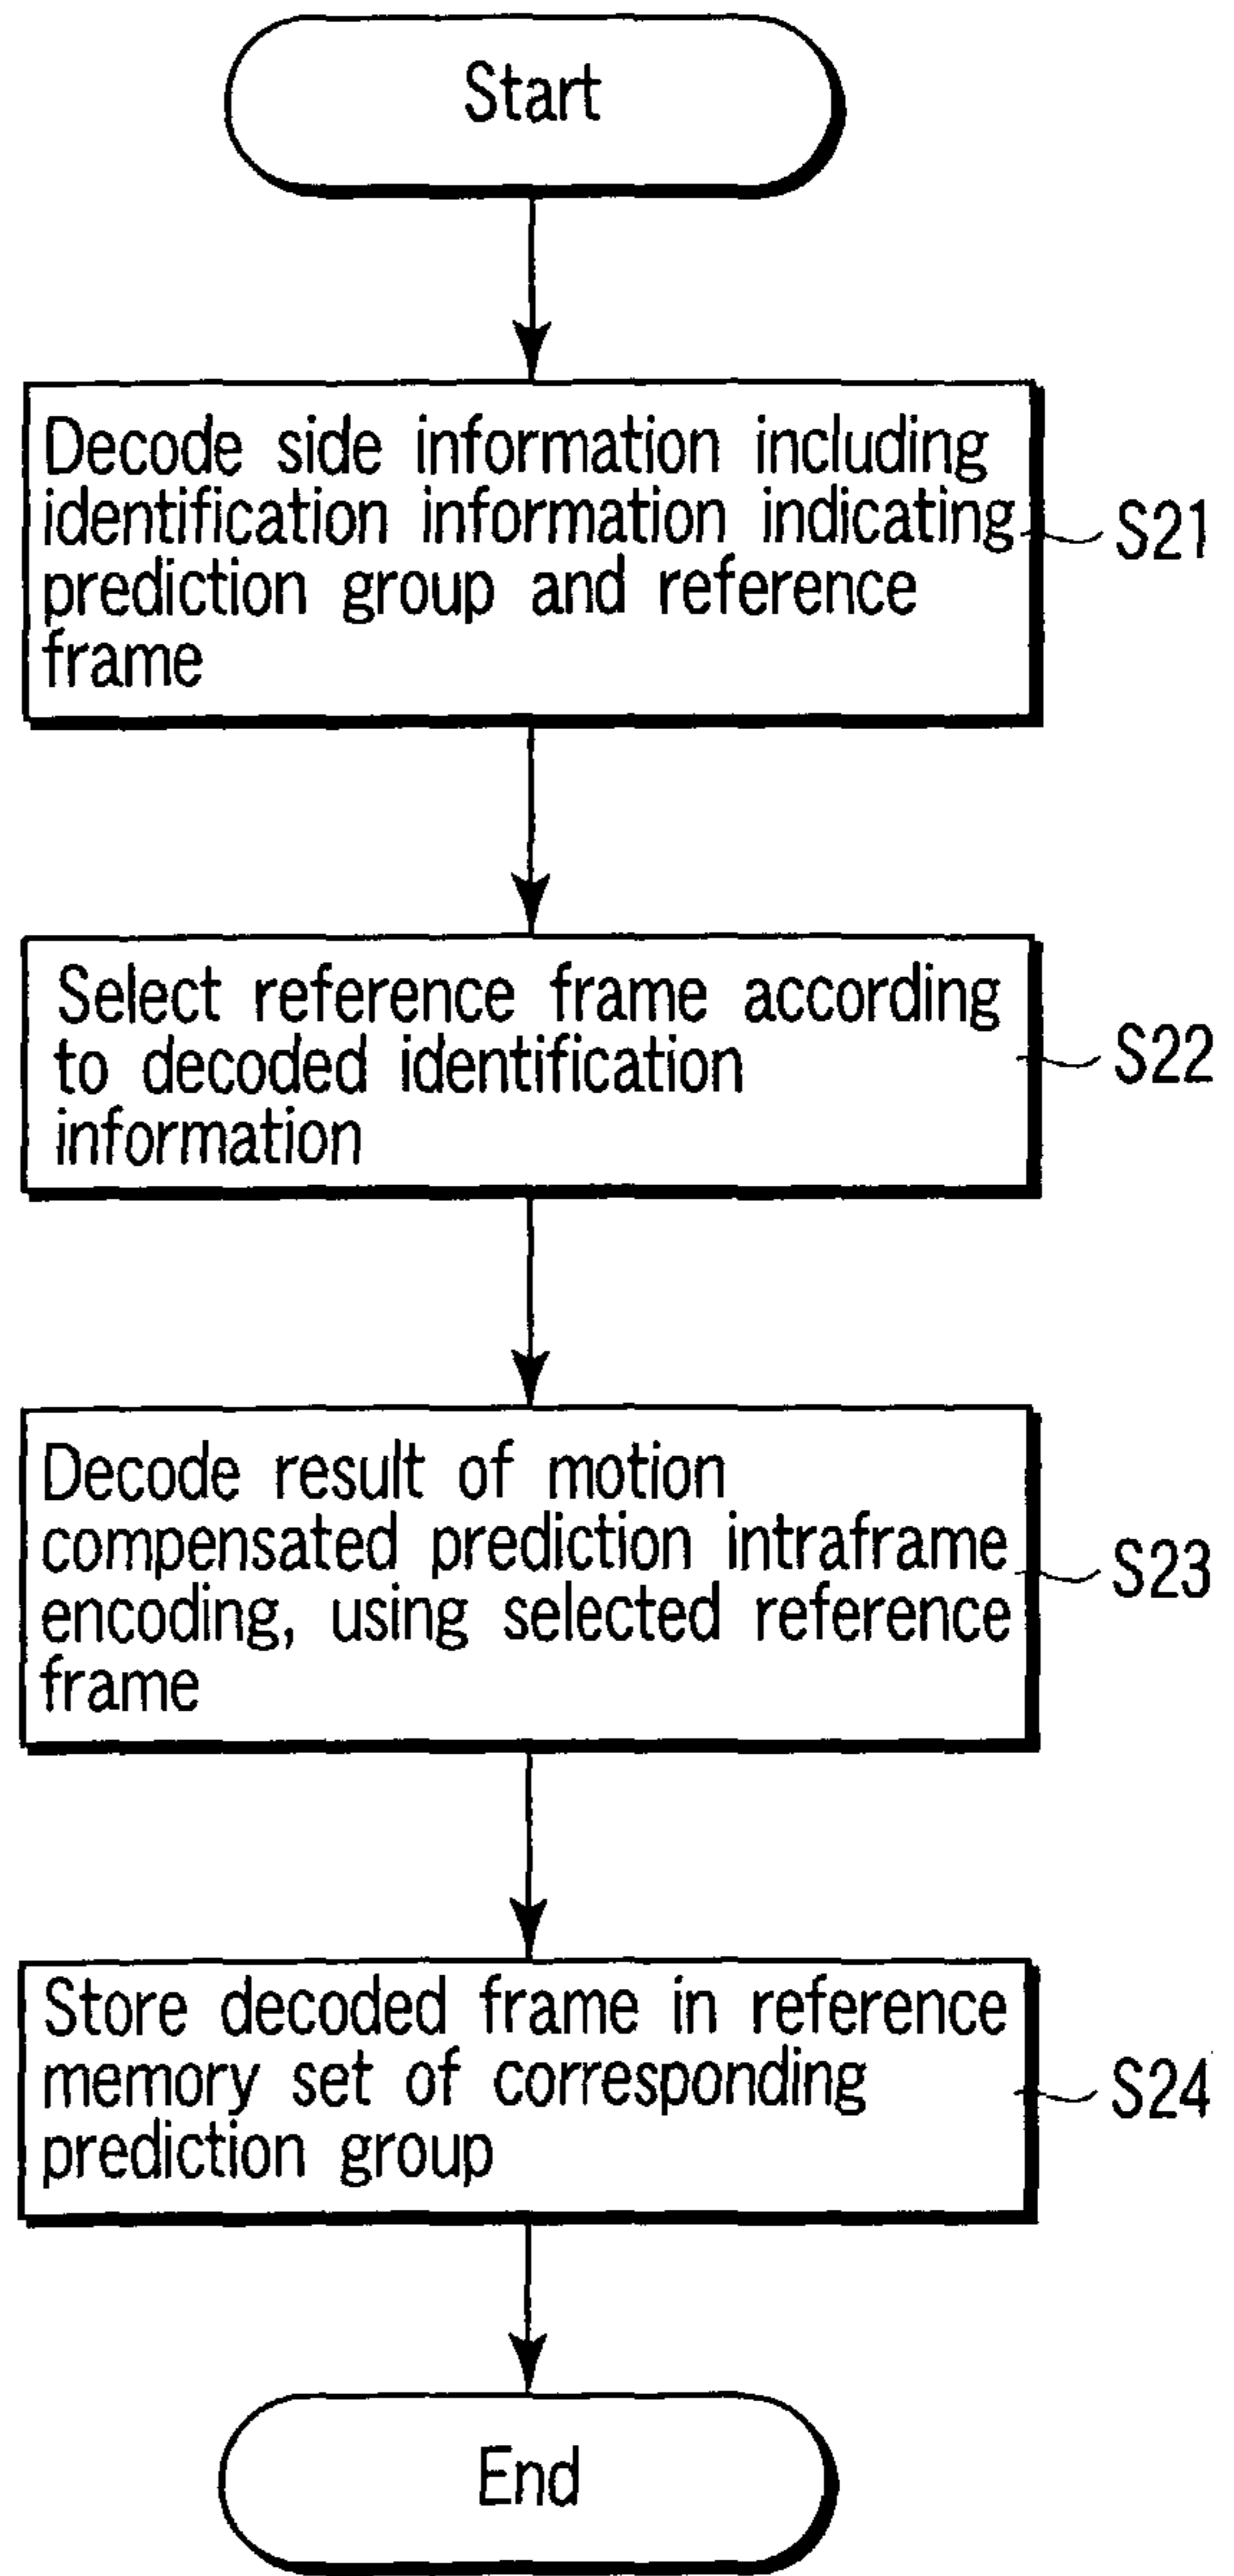 Start
Decode side information including
identification information indicating
prediction group and reference
frame
S21
Select reference frame according
to decoded identification
information
S22
Decode result of motion
compensated prediction intraframe
encoding, using selected reference
frame
S23
Store decoded frame in reference
memory set of corresponding
prediction group
S24
End